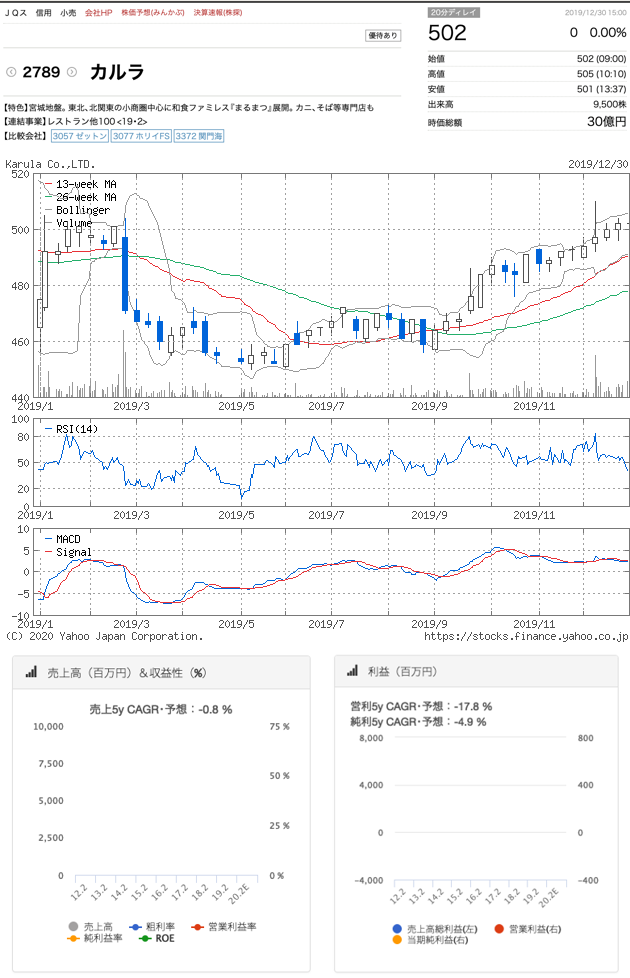 JQス 信用 小売 会社HP 株価予想(みんかぶ) 決算速報(株探)
優待あり
2789 カルラ
【特色】宮城地盤。東北、北関東の小商圏中心に和食ファミレス『まるまつ』展開。カニ、そば等専門店も
【連結事業】レストラン他100<19・2>
【比較会社】 3057 ゼットン 3077 ホリイFS 3372 関門海
20分ディレイ 2019/12/30 15:00
502 0 0.00%
始値 502 (09:00)
高値 505 (10:10)
安値 501 (13:37)
出来高 9,500株
時価総額 30億円
Karula Co.,LTD. 2019/12/30
520
500
480
460
440
13-week MA
26-week MA
Bollinger
Volume
2019/1 2019/3 2019/5 2019/7 2019/9 2019/11
100
80
50
20
0
RSI(14)
2019/1 2019/3 2019/5 2019/7 2019/9 2019/11
10
5
0
-5
-10
MACD
Signal
2019/1 2019/3 2019/5 2019/7 2019/9 2019/11
(C) 2020 Yahoo Japan Corporation. https://stocks.finance.yahoo.co.jp
売上高（百万円）＆収益性（%）
売上5y CAGR・予想：-0.8 %
10,000 75 %
7,500
50 %
5,000
25 %
2,500
0 0 %
12.2 13.2 14.2 15.2 16.2 17.2 18.2 19.2 20.2E
売上高 粗利率 営業利益率
純利益率 ROE
利益（百万円）
営利5y CAGR・予想：-17.8 %
純利5y CAGR・予想：-4.9 %
8,000 800
4,000 400
0 0
-4,000 -400
12.2 13.2 14.2 15.2 16.2 17.2 18.2 19.2 20.2E
売上高総利益(左) 営業利益(右)
当期純利益(右)